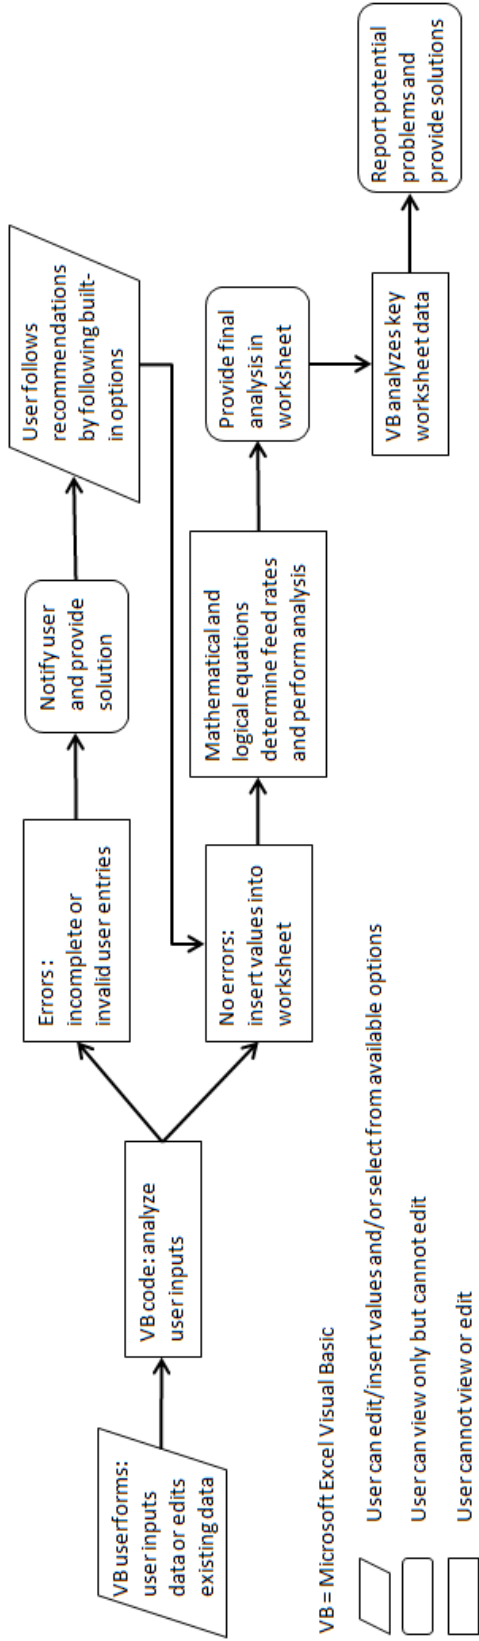 VB userforms:
user inputs
data or edits
existing data
VB code: analyze
user inputs
Errors:
incomplete or
invalid user entries
Notify user
and provide
solution
User follows
recommendations
by following built-
in options
No errors:
insert values into
worksheet
Mathematical and
logical equations
determine feed rates
and perform analysis
Provide final
analysis in
worksheet
VB analyzes key
worksheet data
Report potential
problems and
provide solutions
VB = Microsoft Excel Visual Basic
User can edit/insert values and/or select from available options
User can view only but cannot edit
User cannot view or edit